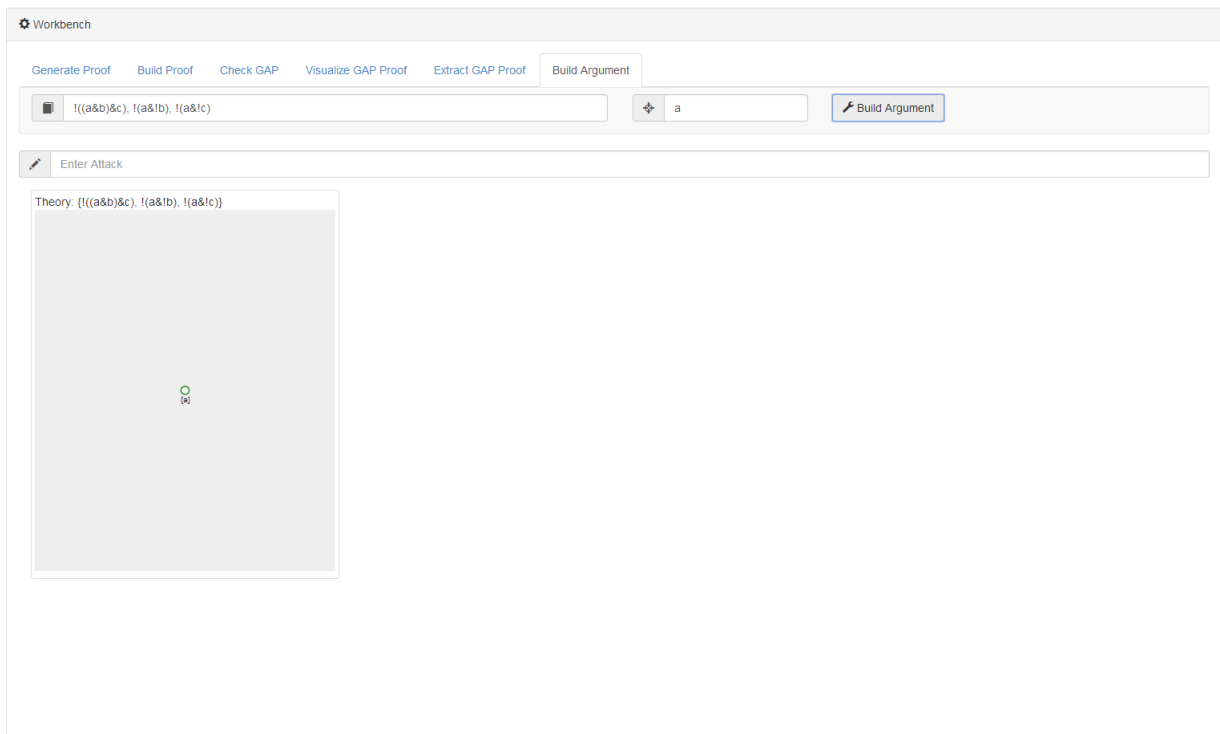 Workbench
Generate Proof Build Proof Check GAP Visualize GAP Proof Extract GAP Proof Build Argument
!((a&b)&c), !(a&!b), !(a&!c) a Build Argument
Enter Attack
Theory: {!((a&b)&c), !(a&!b), !(a&!c)}
{a}